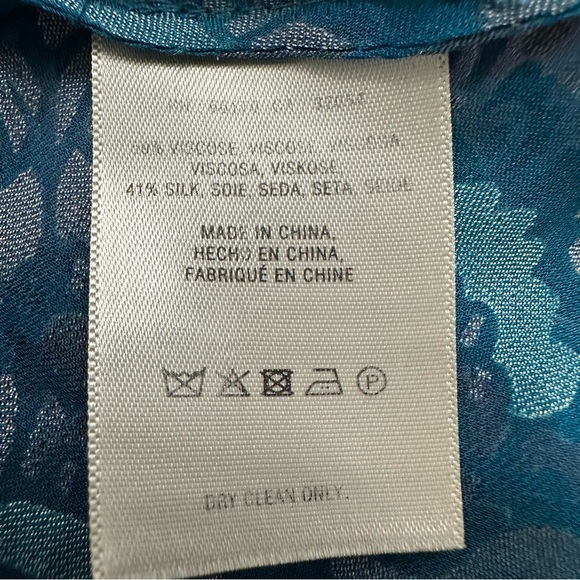 VISCOSE, VISCOSE, VISCOSA,
VISCOSA, VISKOSE,
41% SILK, SOIE, SEDA, SETA, SEIDE
MADE IN CHINA,
HECHO EN CHINA,
FABRIQUÉ EN CHINE
P
DRY CLEAN ONLY.